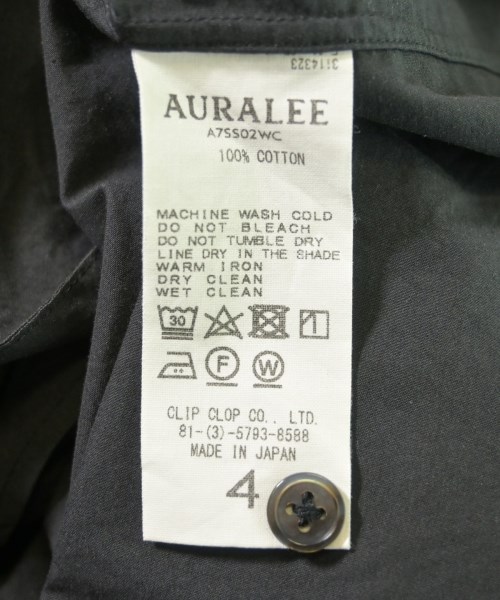 3114323
AURALEE
A7SS02WC
100% COTTON
MACHINE WASH COLD
DO NOT BLEACH
DO NOT TUMBLE DRY
LINE DRY IN THE SHADE
WARM IRON
DRY CLEAN
WET CLEAN
30
F W
CLIP CLOP CO., LTD.
81-(3)-5793-8588
MADE IN JAPAN
4